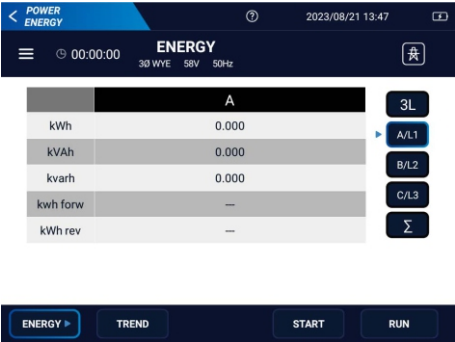 POWER
ENERGY
2023/08/21 13:47
00:00:00
ENERGY
3Ø WYE 58V 50Hz
A
3L
kWh 0.000
A/L1
kVAh 0.000
B/L2
kvarh 0.000
C/L3
kwh forw —
kWh rev —
Σ
ENERGY
TREND
START
RUN